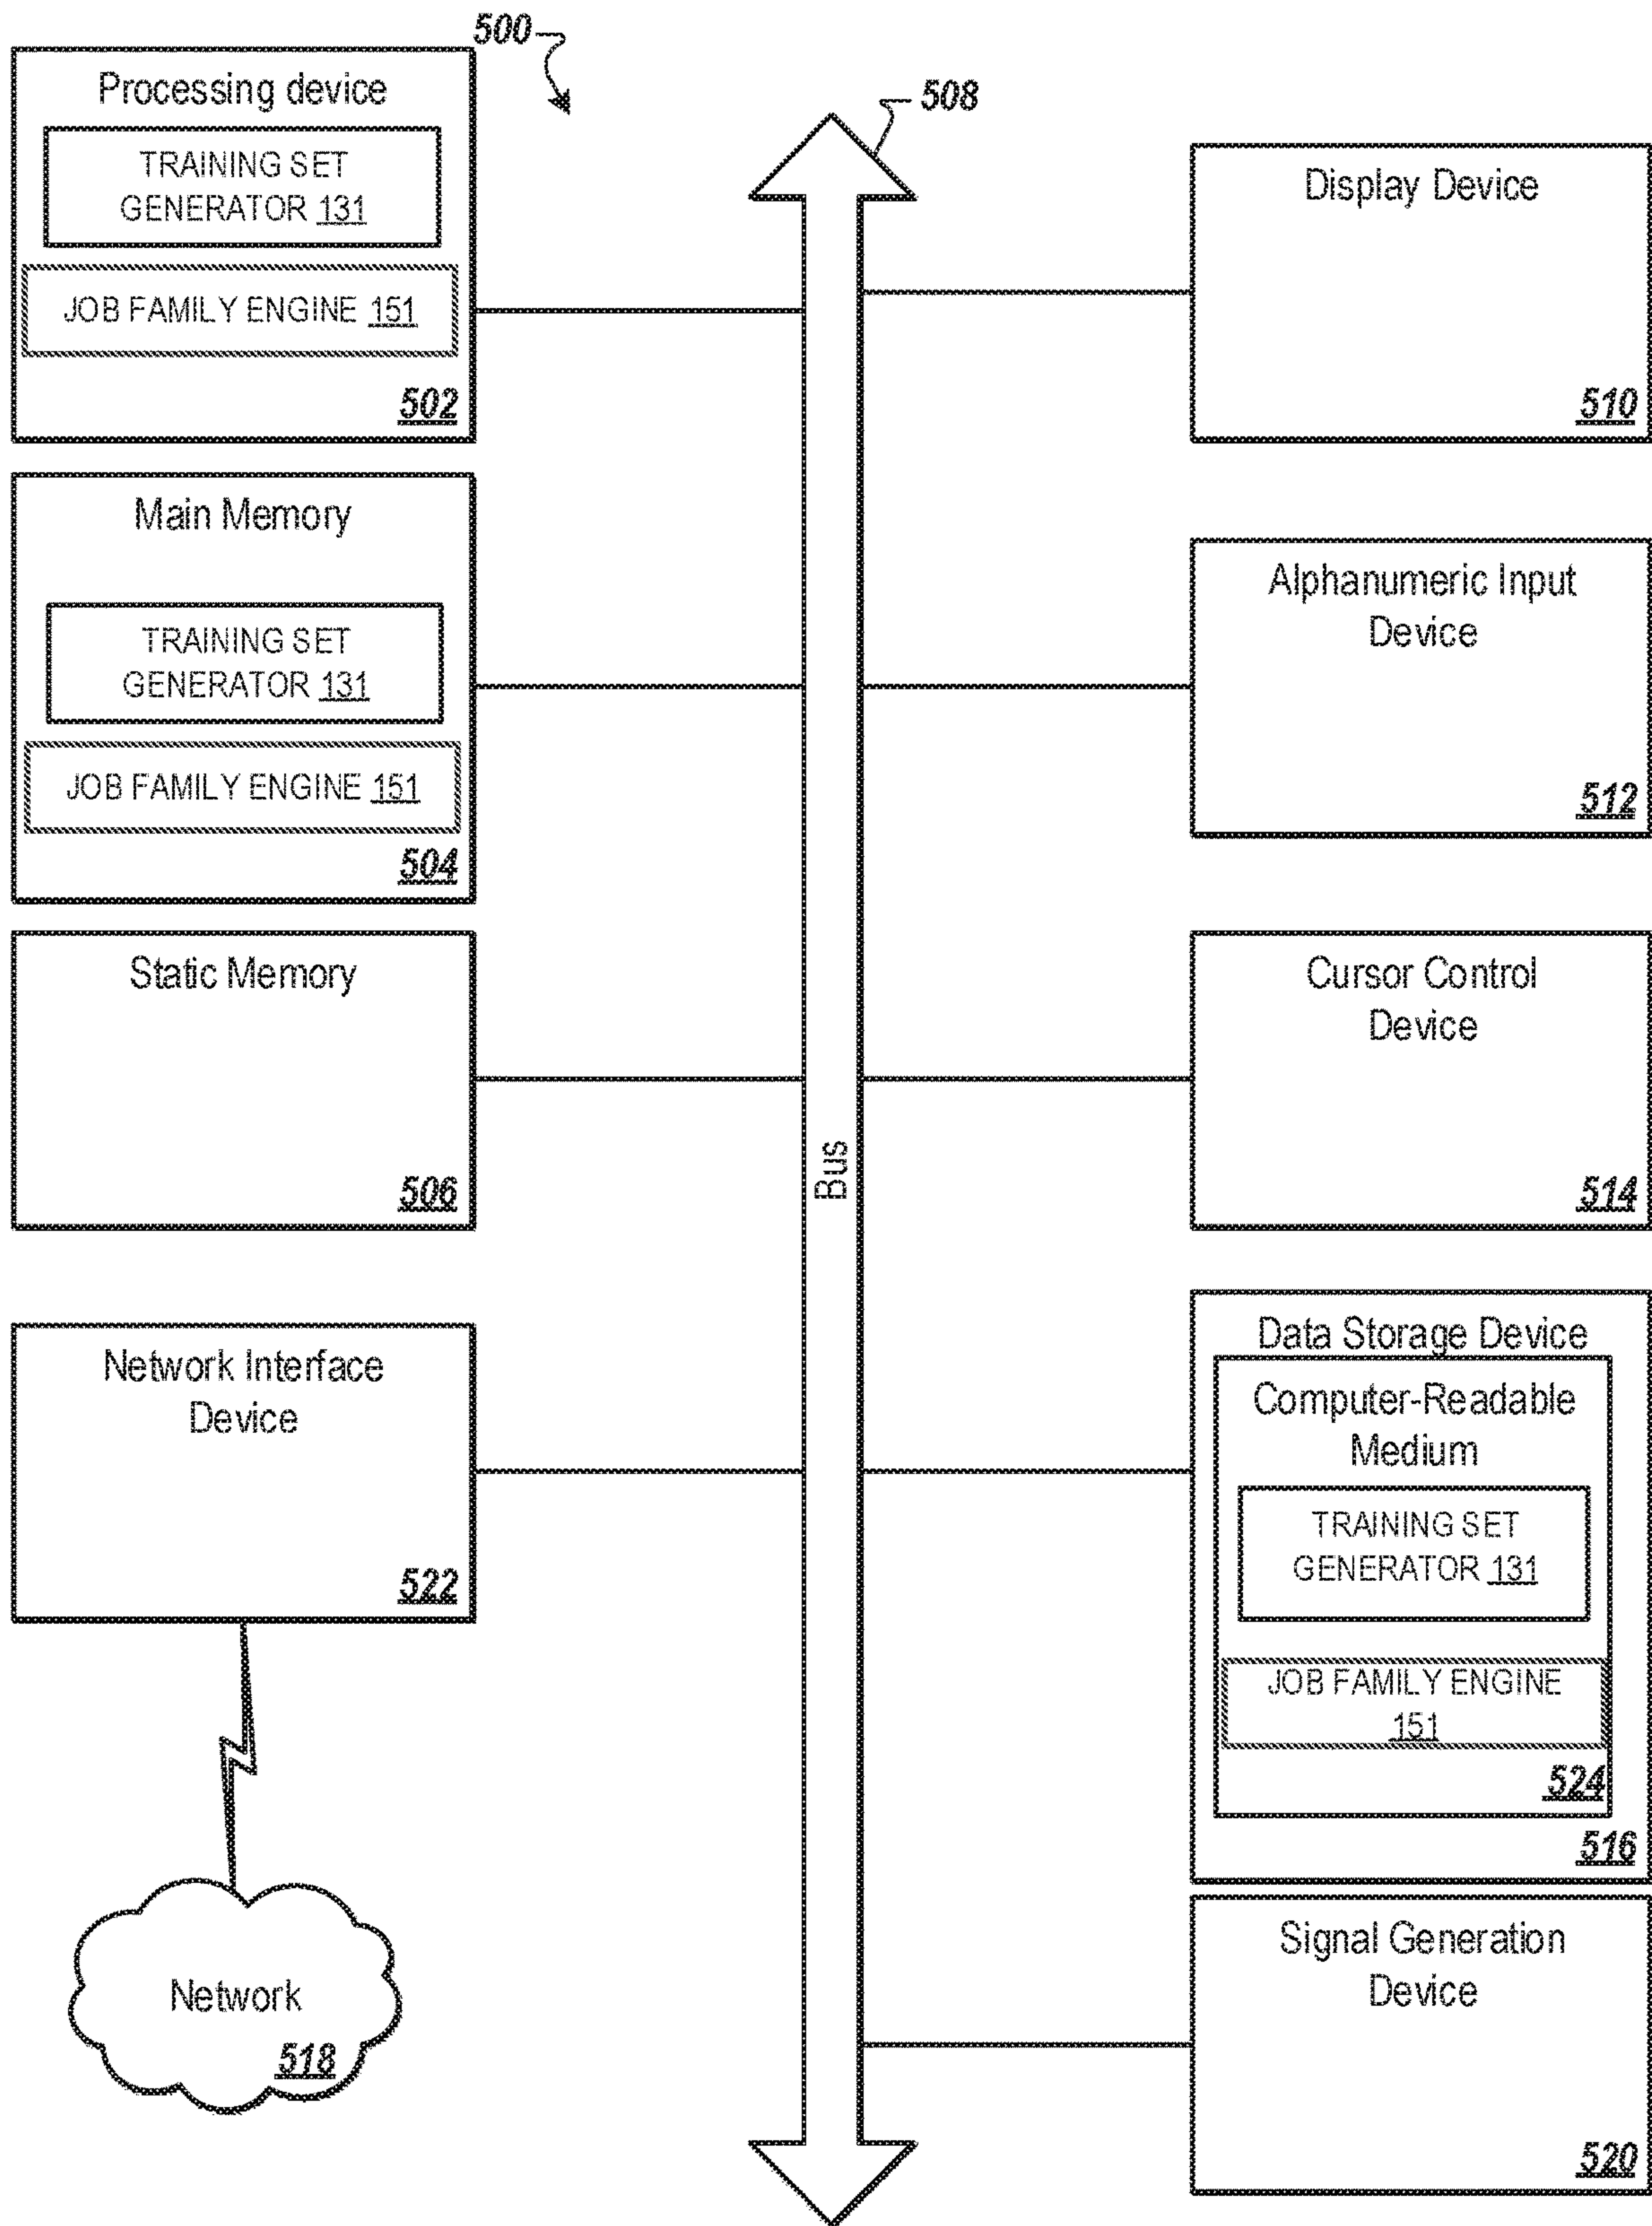 500
508
Processing device
TRAINING SET
GENERATOR 131
JOB FAMILY ENGINE 151
502
Main Memory
TRAINING SET
GENERATOR 131
JOB FAMILY ENGINE 151
504
Static Memory
506
Network Interface
Device
522
Network
518
Bus
Display Device
510
Alphanumeric Input
Device
512
Cursor Control
Device
514
Data Storage Device
Computer-Readable
Medium
TRAINING SET
GENERATOR 131
JOB FAMILY ENGINE
151
524
516
Signal Generation
Device
520